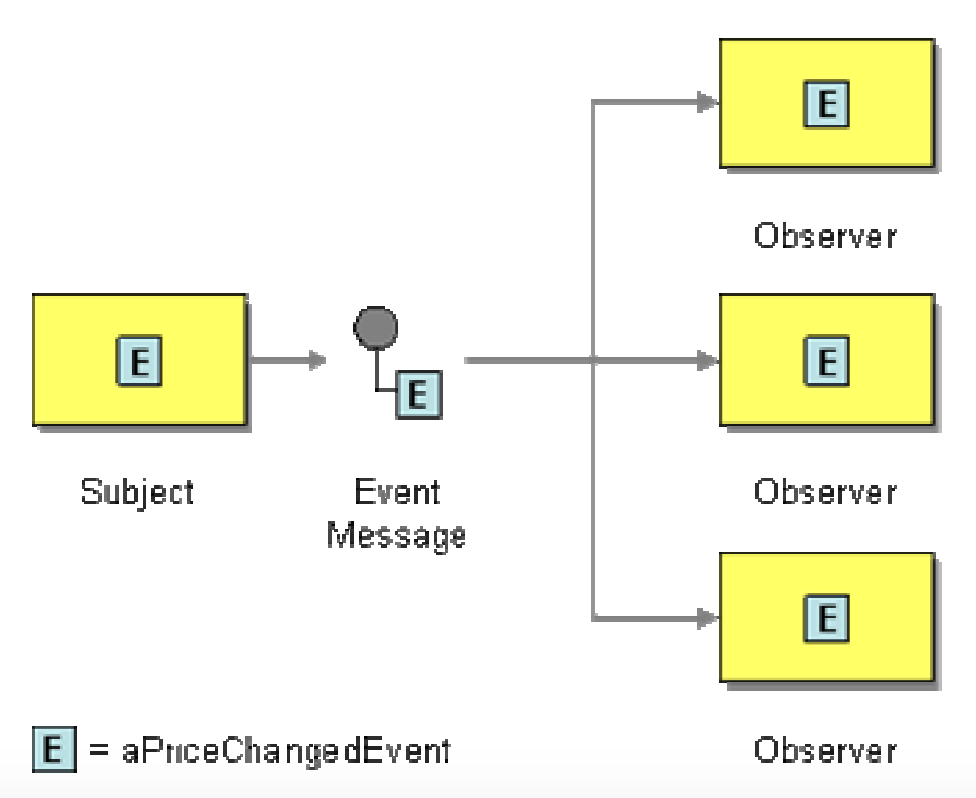 E
Observer
E
E
E
E
Subject
Event
Message
Observer
E
E = aPriceChangedEvent
Observer